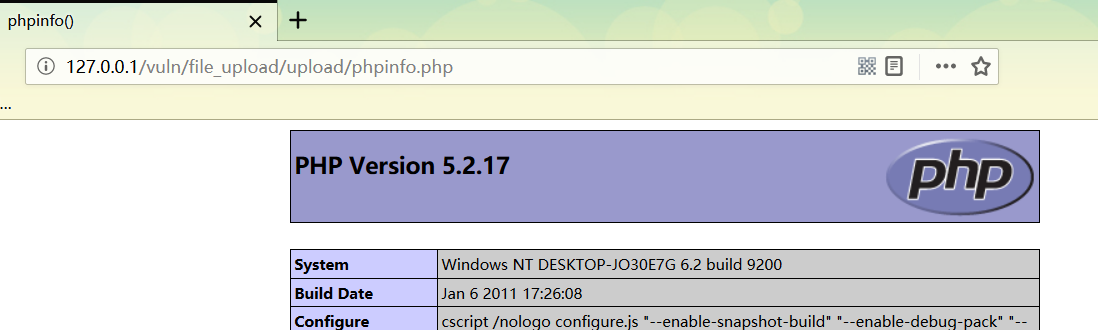 phpinfo()
127.0.0.1/vuln/file_upload/upload/phpinfo.php
...
PHP Version 5.2.17
php
System Windows NT DESKTOP-JO30E7G 6.2 build 9200
Build Date Jan 6 2011 17:26:08
Configure cscript /nologo configure.js "--enable-snapshot-build" "--enable-debug-pack" "--